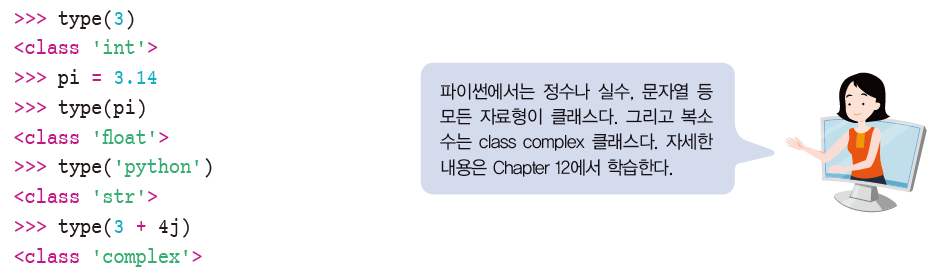 >>> type(3)
<class 'int'>
>>> pi = 3.14
>>> type(pi)
<class 'float'>
>>> type('python')
<class 'str'>
>>> type(3 + 4j)
<class 'complex'>
파이썬에서는 정수나 실수, 문자열 등
모든 자료형이 클래스다. 그리고 복소
수는 class complex 클래스다. 자세한
내용은 Chapter 12에서 학습한다.